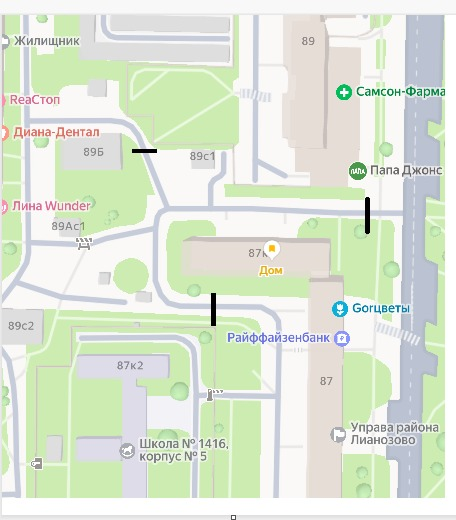 Жилищник
89
ReaСтоп
Самсон-Фарма
Диана-Дентал
89Б
89с1
Папа Джонс
Лина Wunder
89Ас1
Дом
Gorцветы
89с2
Райффайзенбанк
87к2
87
Управа района
Лианозово
Школа № 1416,
корпус № 5